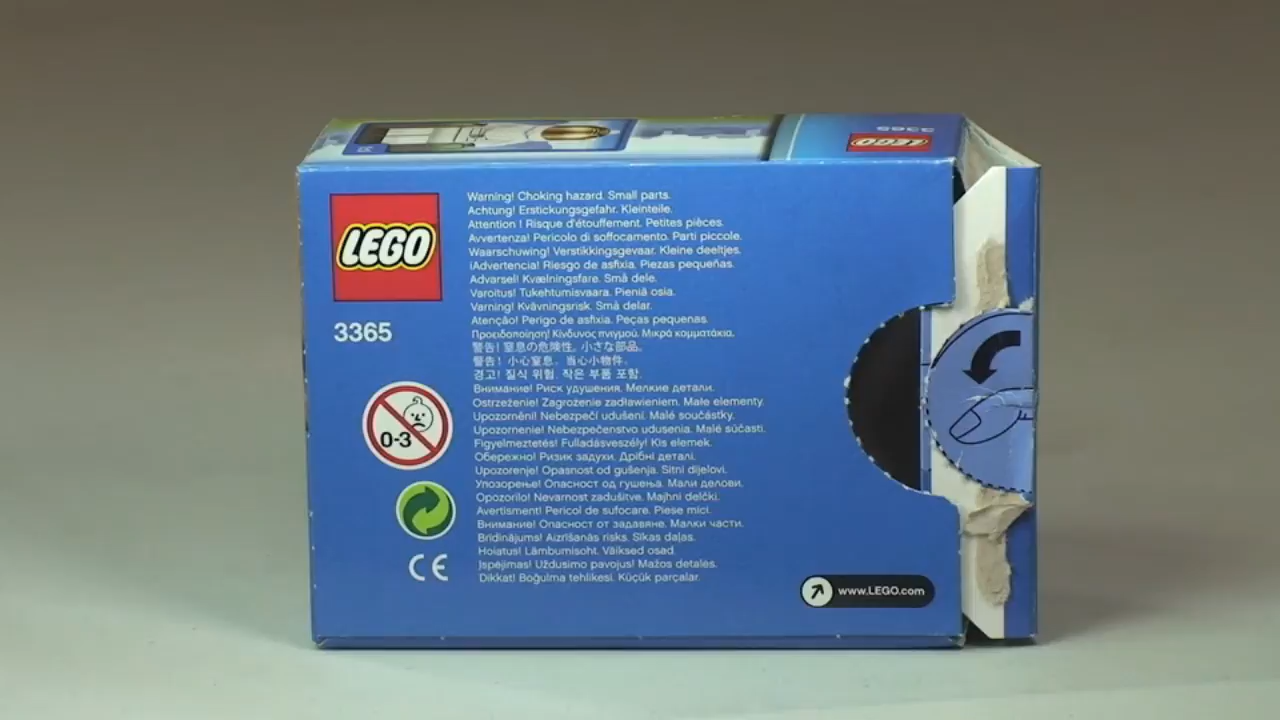 3365
LEGO
LEGO
3365
0-3
CE
Warning! Choking hazard. Small parts.
Achtung! Erstickungsgefahr. Kleinteile.
Attention ! Risque d'étouffement. Petites pièces.
Avvertenza! Pericolo di soffocamento. Parti piccole.
Waarschuwing! Verstikkingsgevaar. Kleine deeltjes.
¡Advertencia! Riesgo de asfixia. Piezas pequeñas.
Advarsel! Kvælningsfare. Små dele.
Varoitus! Tukehtumisvaara. Pieniä osia.
Varning! Kvävningsrisk. Små delar.
Atenção! Perigo de asfixia. Peças pequenas.
Προειδοποίηση! Κίνδυνος πνιγμού. Μικρά κομματάκια.
警告! 窒息の危険性。小さな部品。
警告! 小心窒息。当心小物件。
경고! 질식 위험. 작은 부품 포함.
Внимание! Риск удушения. Мелкие детали.
Ostrzeżenie! Zagrożenie zadławieniem. Małe elementy.
Upozornění! Nebezpečí udušení. Malé součástky.
Upozornenie! Nebezpečenstvo udusenia. Malé súčasti.
Figyelmeztetés! Fulladásveszély! Kis elemek.
Обережно! Ризик задухи. Дрібні деталі.
Upozorenje! Opasnost od gušenja. Sitni dijelovi.
Упозорење! Опасност од гушења. Мали делови.
Opozorilo! Nevarnost zadušitve. Majhni delčki.
Avertisment! Pericol de sufocare. Piese mici.
Внимание! Опасност от задавяне. Малки части.
Brīdinājums! Aizrīšanās risks. Sīkas daļas.
Hoiatus! Lämbumisoht. Väiksed osad.
Įspėjimas! Uždusimo pavojus! Mažos detalės.
Dikkat! Boğulma tehlikesi. Küçük parçalar.
www.LEGO.com